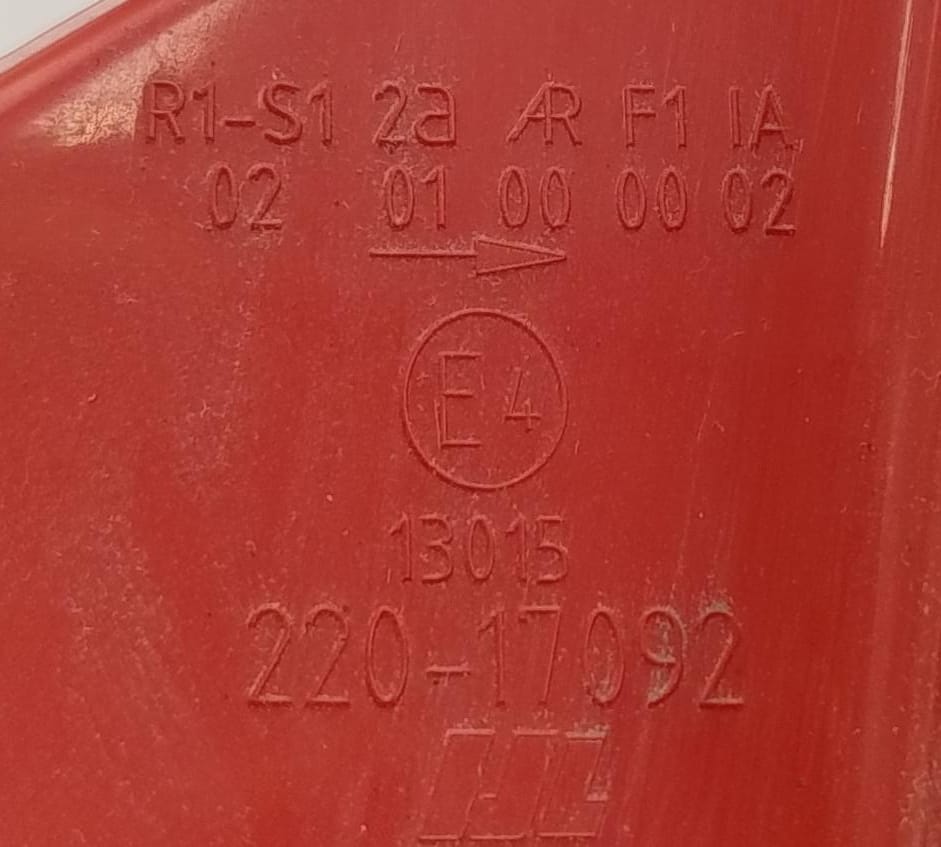 R1-S1 2a AR F1 IA
02 01 00 00 02
→
E4
13015
220-17092